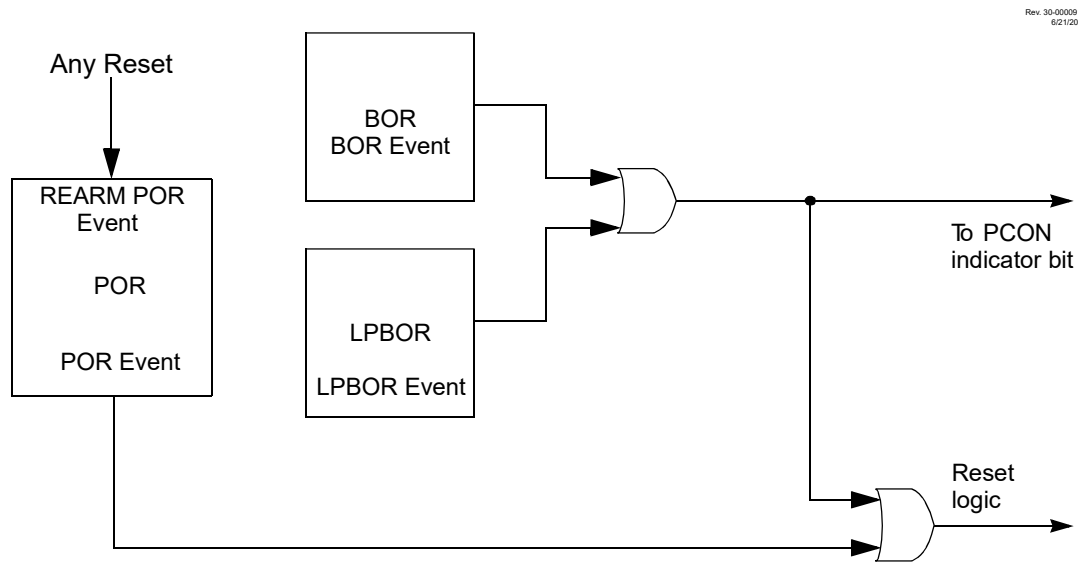 Rev. 30-00009
6/21/20
Any Reset
REARM POR
Event
POR
POR Event
BOR
BOR Event
LPBOR
LPBOR Event
To PCON
indicator bit
Reset
logic